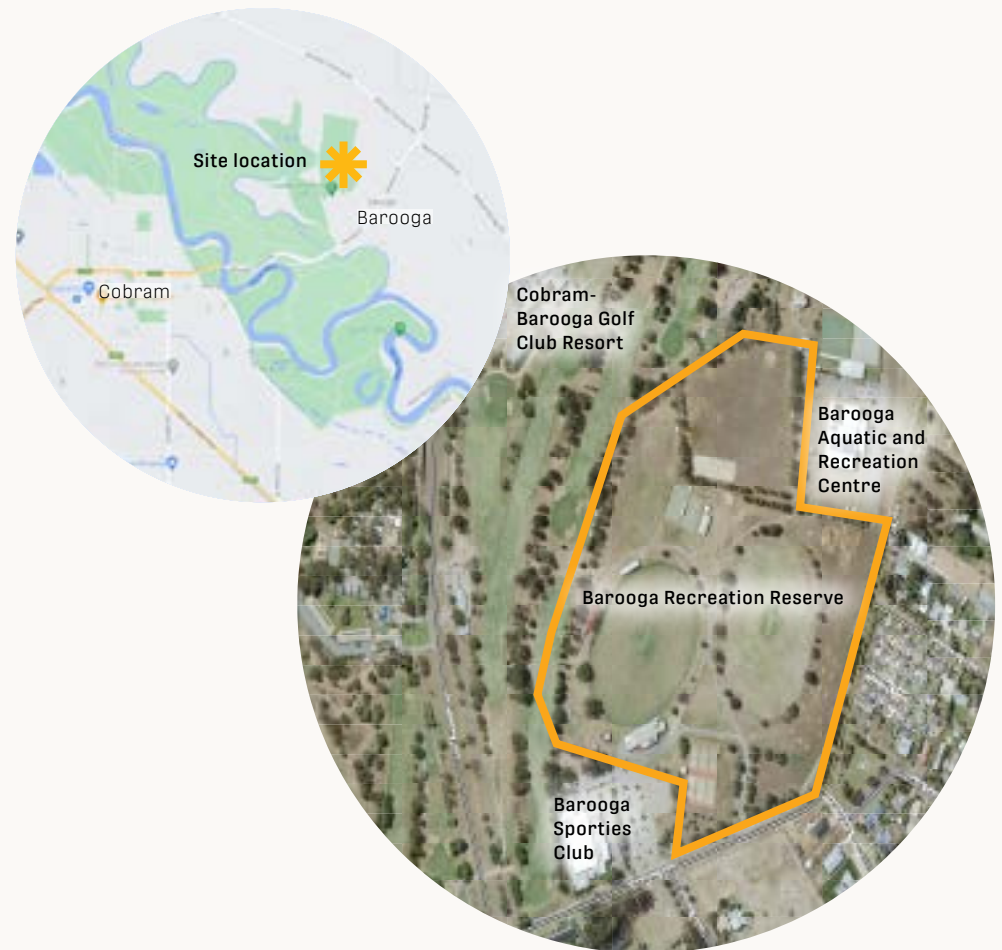 Site location
Barooga
Cobram
Cobram-
Barooga Golf
Club Resort
Barooga
Aquatic and
Recreation
Centre
Barooga Recreation Reserve
Barooga
Sporties
Club